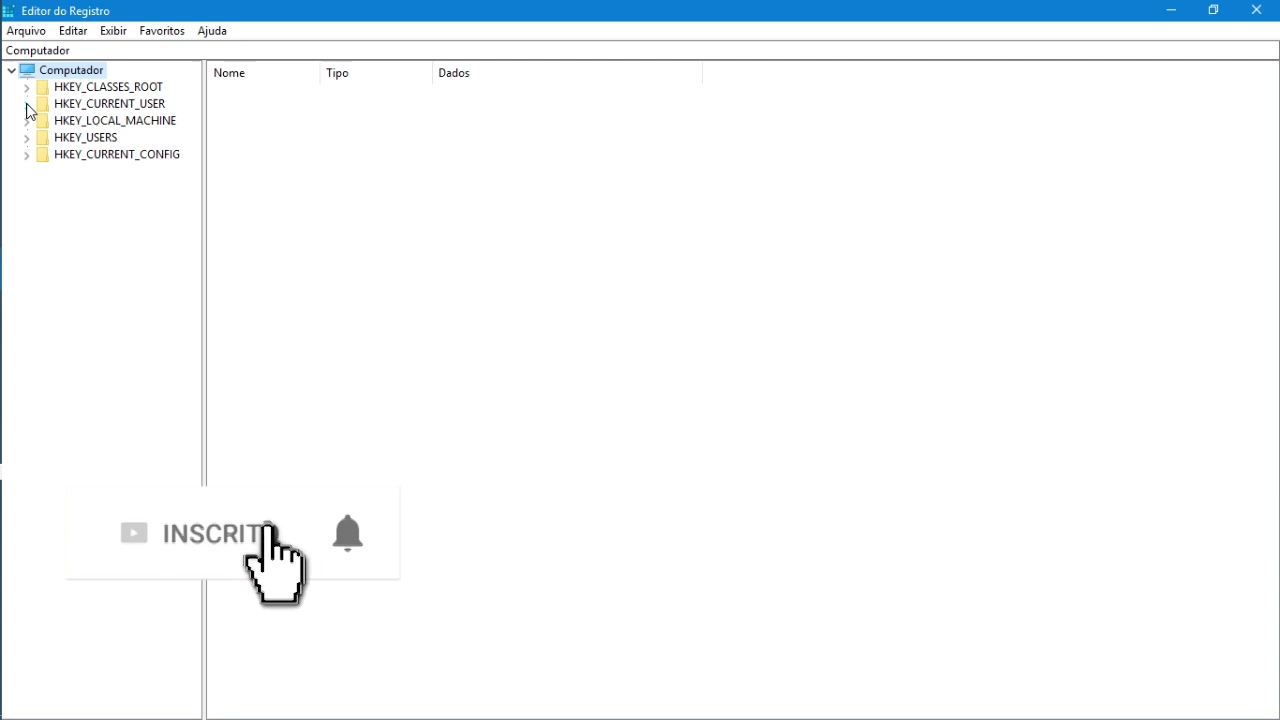 Editor do Registro
Arquivo Editar Exibir Favoritos Ajuda
Computador
Computador
HKEY_CLASSES_ROOT
HKEY_CURRENT_USER
HKEY_LOCAL_MACHINE
HKEY_USERS
HKEY_CURRENT_CONFIG
Nome Tipo Dados